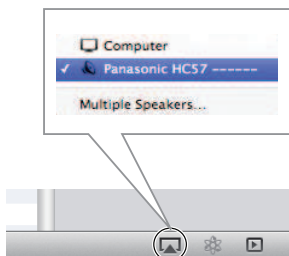 Computer
✓ Panasonic HC57 ------
Multiple Speakers...